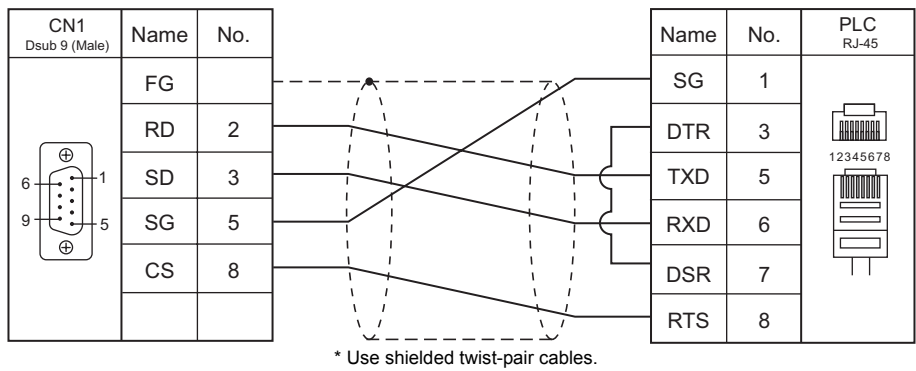 CN1
Dsub 9 (Male)
Name
No.
FG
RD
2
SD
3
SG
5
CS
8
6
1
9
5
Name
No.
PLC
RJ-45
SG
1
DTR
3
TXD
5
RXD
6
DSR
7
RTS
8
12345678
* Use shielded twist-pair cables.